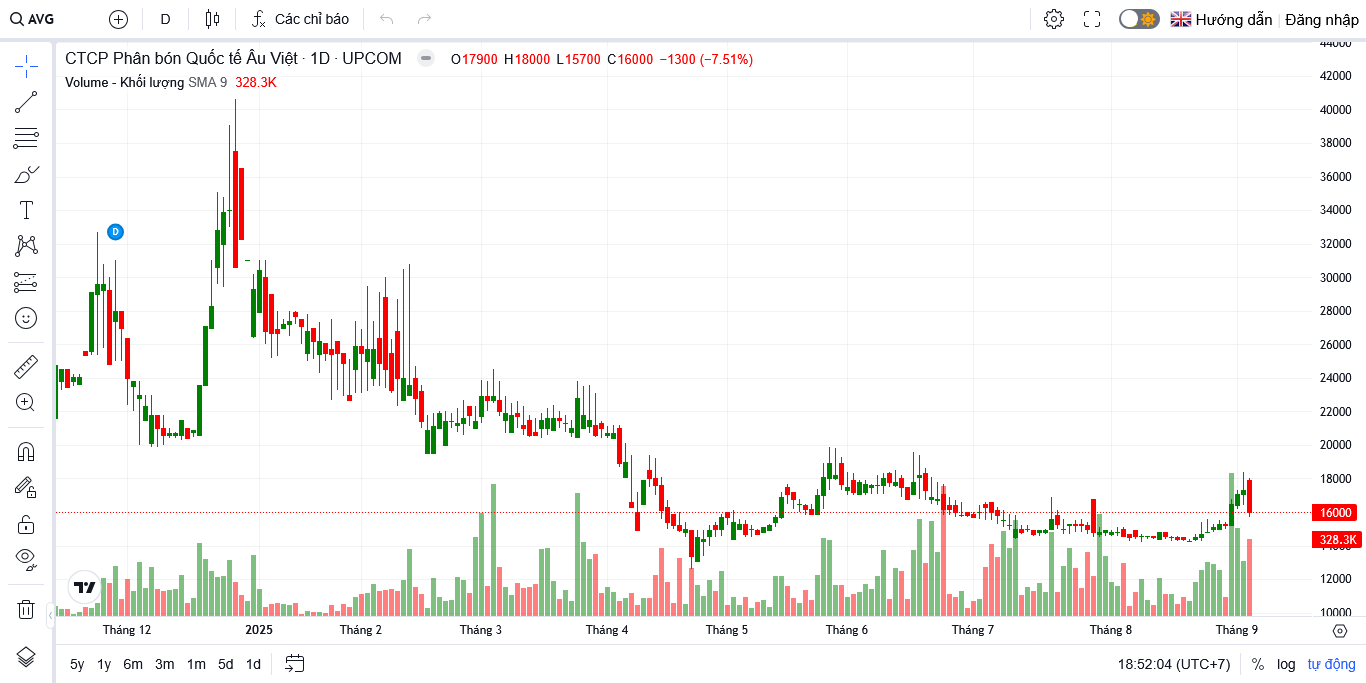 AVG D Các chỉ báo Hướng dẫn Đăng nhập
CTCP Phân bón Quốc tế Âu Việt · 1D · UPCOM O17900 H18000 L15700 C16000 −1300 (−7.51%)
Volume - Khối lượng SMA 9 328.3K
44000
42000
40000
38000
36000
34000
D
32000
30000
28000
26000
24000
22000
20000
18000
16000
328.3K
14000
12000
10000
Tháng 12 2025 Tháng 2 Tháng 3 Tháng 4 Tháng 5 Tháng 6 Tháng 7 Tháng 8 Tháng 9
5y 1y 6m 3m 1m 5d 1d 18:52:04 (UTC+7) % log tự động